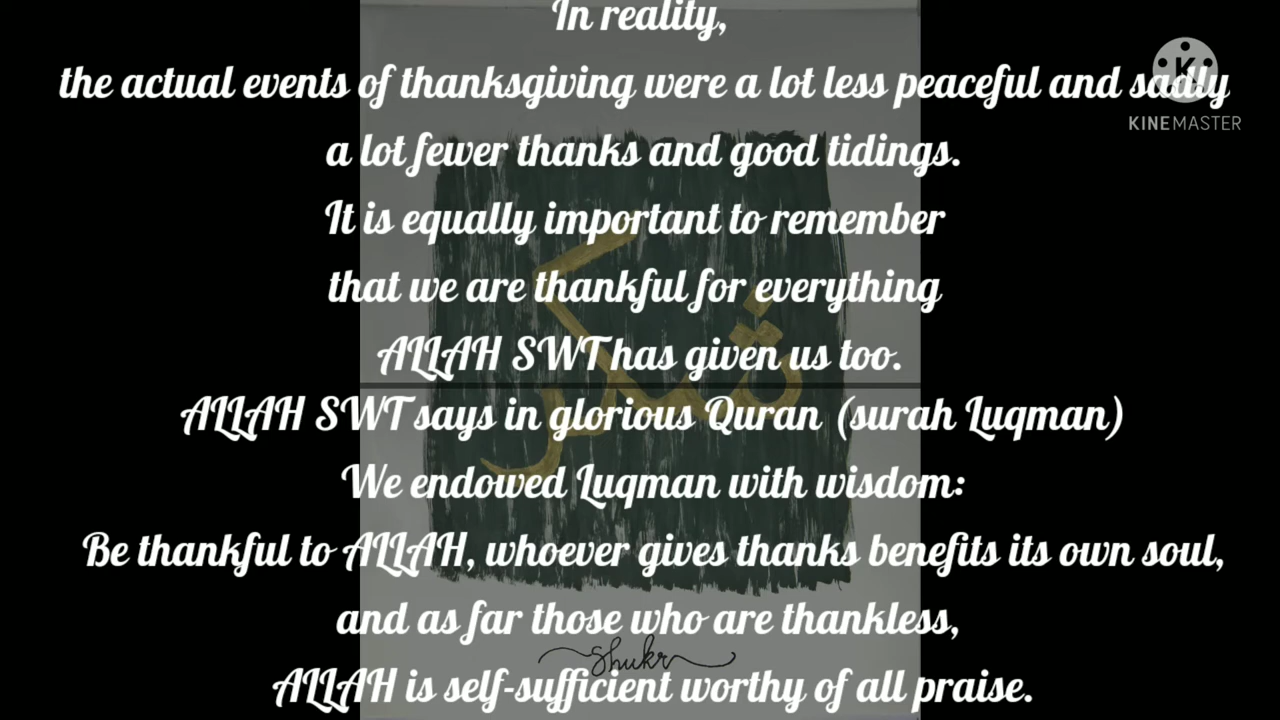 In reality,
the actual events of thanksgiving were a lot less peaceful and sadly
a lot fewer thanks and good tidings.
It is equally important to remember
that we are thankful for everything
ALLAH SWT has given us too.
ALLAH SWT says in glorious Quran (surah Luqman)
We endowed Luqman with wisdom:
Be thankful to ALLAH, whoever gives thanks benefits its own soul,
and as far those who are thankless,
ALLAH is self-sufficient worthy of all praise.
شكر
Shukr
K
KINEMASTER